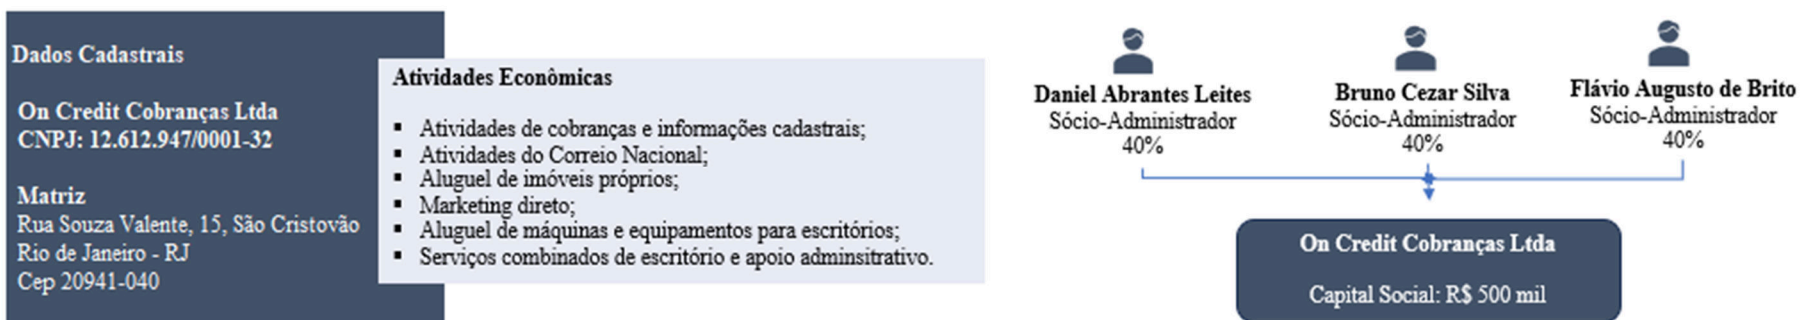 Dados Cadastrais
On Credit Cobranças Ltda
CNPJ: 12.612.947/0001-32
Matriz
Rua Souza Valente, 15, São Cristovão
Rio de Janeiro - RJ
Cep 20941-040
Atividades Econômicas
▪ Atividades de cobranças e informações cadastrais;
▪ Atividades do Correio Nacional;
▪ Aluguel de imóveis próprios;
▪ Marketing direto;
▪ Aluguel de máquinas e equipamentos para escritórios;
▪ Serviços combinados de escritório e apoio adminsitrativo.
Daniel Abrantes Leites
Sócio-Administrador
40%
Bruno Cezar Silva
Sócio-Administrador
40%
Flávio Augusto de Brito
Sócio-Administrador
40%
On Credit Cobranças Ltda
Capital Social: R$ 500 mil